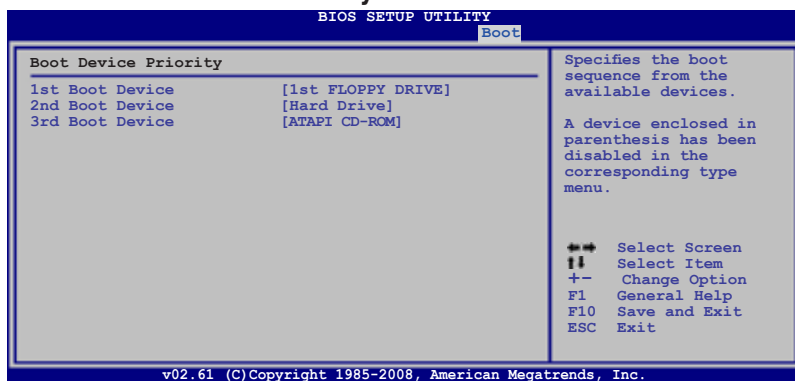 BIOS SETUP UTILITY
Boot
Boot Device Priority
1st Boot Device [1st FLOPPY DRIVE]
2nd Boot Device [Hard Drive]
3rd Boot Device [ATAPI CD-ROM]
Specifies the boot
sequence from the
available devices.
A device enclosed in
parenthesis has been
disabled in the
corresponding type
menu.
Select Screen
Select Item
+- Change Option
F1 General Help
F10 Save and Exit
ESC Exit
v02.61 (C)Copyright 1985-2008, American Megatrends, Inc.